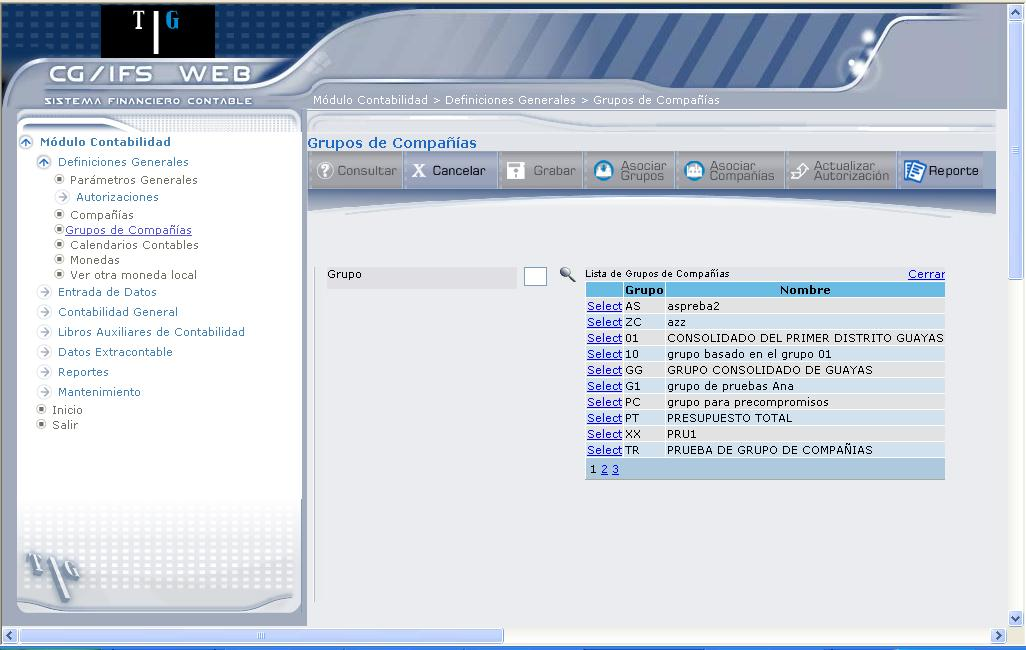 T|G
CG/IFS WEB
SISTEMA FINANCIERO CONTABLE
Módulo Contabilidad > Definiciones Generales > Grupos de Compañías
Módulo Contabilidad
Definiciones Generales
Parámetros Generales
Autorizaciones
Compañías
Grupos de Compañías
Calendarios Contables
Monedas
Ver otra moneda local
Entrada de Datos
Contabilidad General
Libros Auxiliares de Contabilidad
Datos Extracontable
Reportes
Mantenimiento
Inicio
Salir
T|G
Grupos de Compañías
Consultar X Cancelar Grabar Asociar Grupos Asociar Compañías Actualizar Autorización Reporte
Grupo
Lista de Grupos de Compañías Cerrar
Grupo Nombre
Select AS aspreba2
Select ZC azz
Select 01 CONSOLIDADO DEL PRIMER DISTRITO GUAYAS
Select 10 grupo basado en el grupo 01
Select GG GRUPO CONSOLIDADO DE GUAYAS
Select G1 grupo de pruebas Ana
Select PC grupo para precompromisos
Select PT PRESUPUESTO TOTAL
Select XX PRU1
Select TR PRUEBA DE GRUPO DE COMPAÑIAS
1 2 3